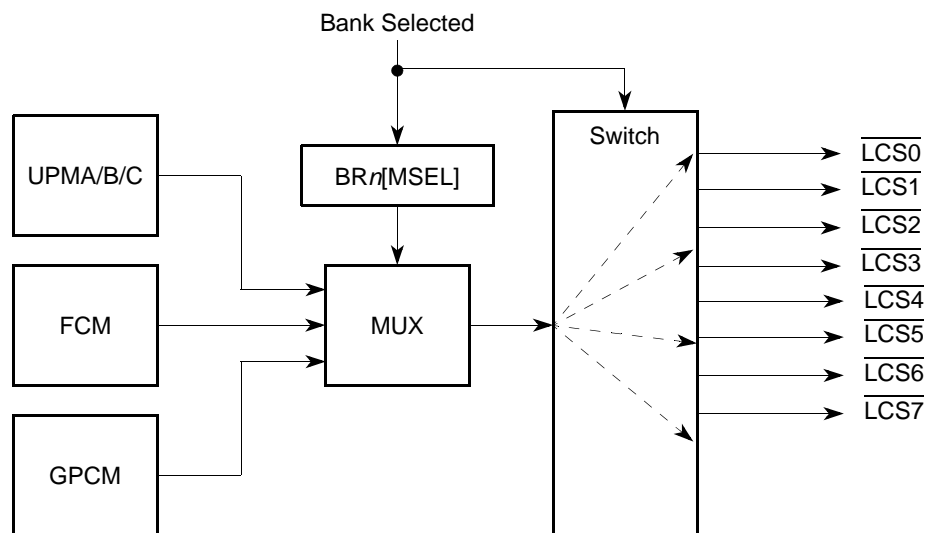 Bank Selected
Switch
UPMA/B/C
BRn[MSEL]
FCM
MUX
GPCM
LCS0
LCS1
LCS2
LCS3
LCS4
LCS5
LCS6
LCS7